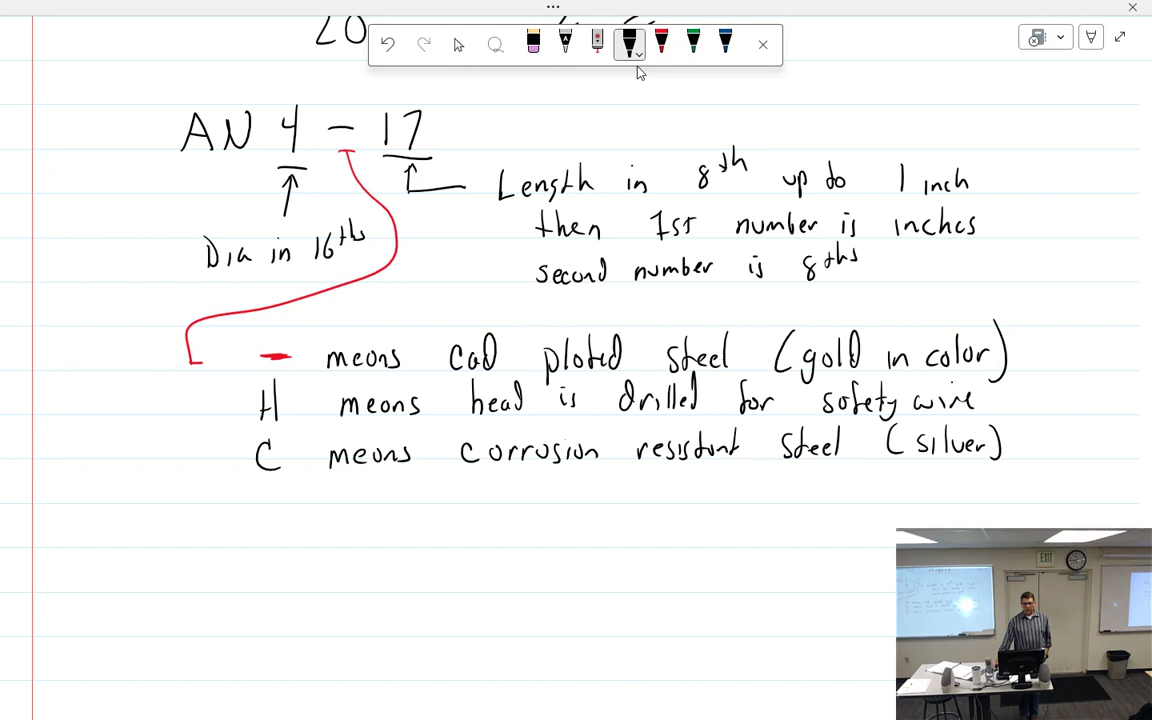 20
AN 4 - 17
Length in 8th up to 1 inch
then 1st number is inches
second number is 8ths
Dia in 16ths
- means cad plated steel (gold in color)
H means head is drilled for safety wire
C means corrosion resistant steel (silver)
EXIT